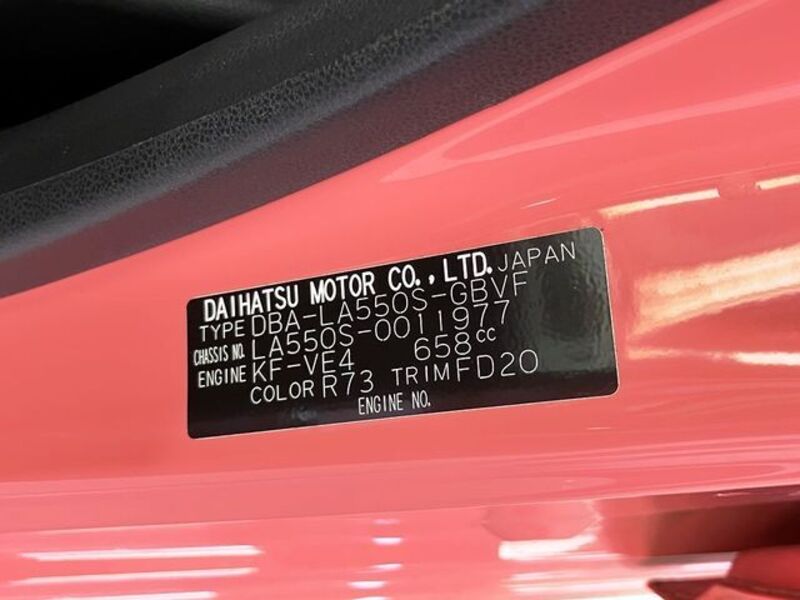 DAIHATSU MOTOR CO., LTD. JAPAN
TYPE DBA-LA550S-GBVF
CHASSIS NO. LA550S-0011977
ENGINE KF-VE4 658cc
COLOR R73 TRIM FD20
ENGINE NO.